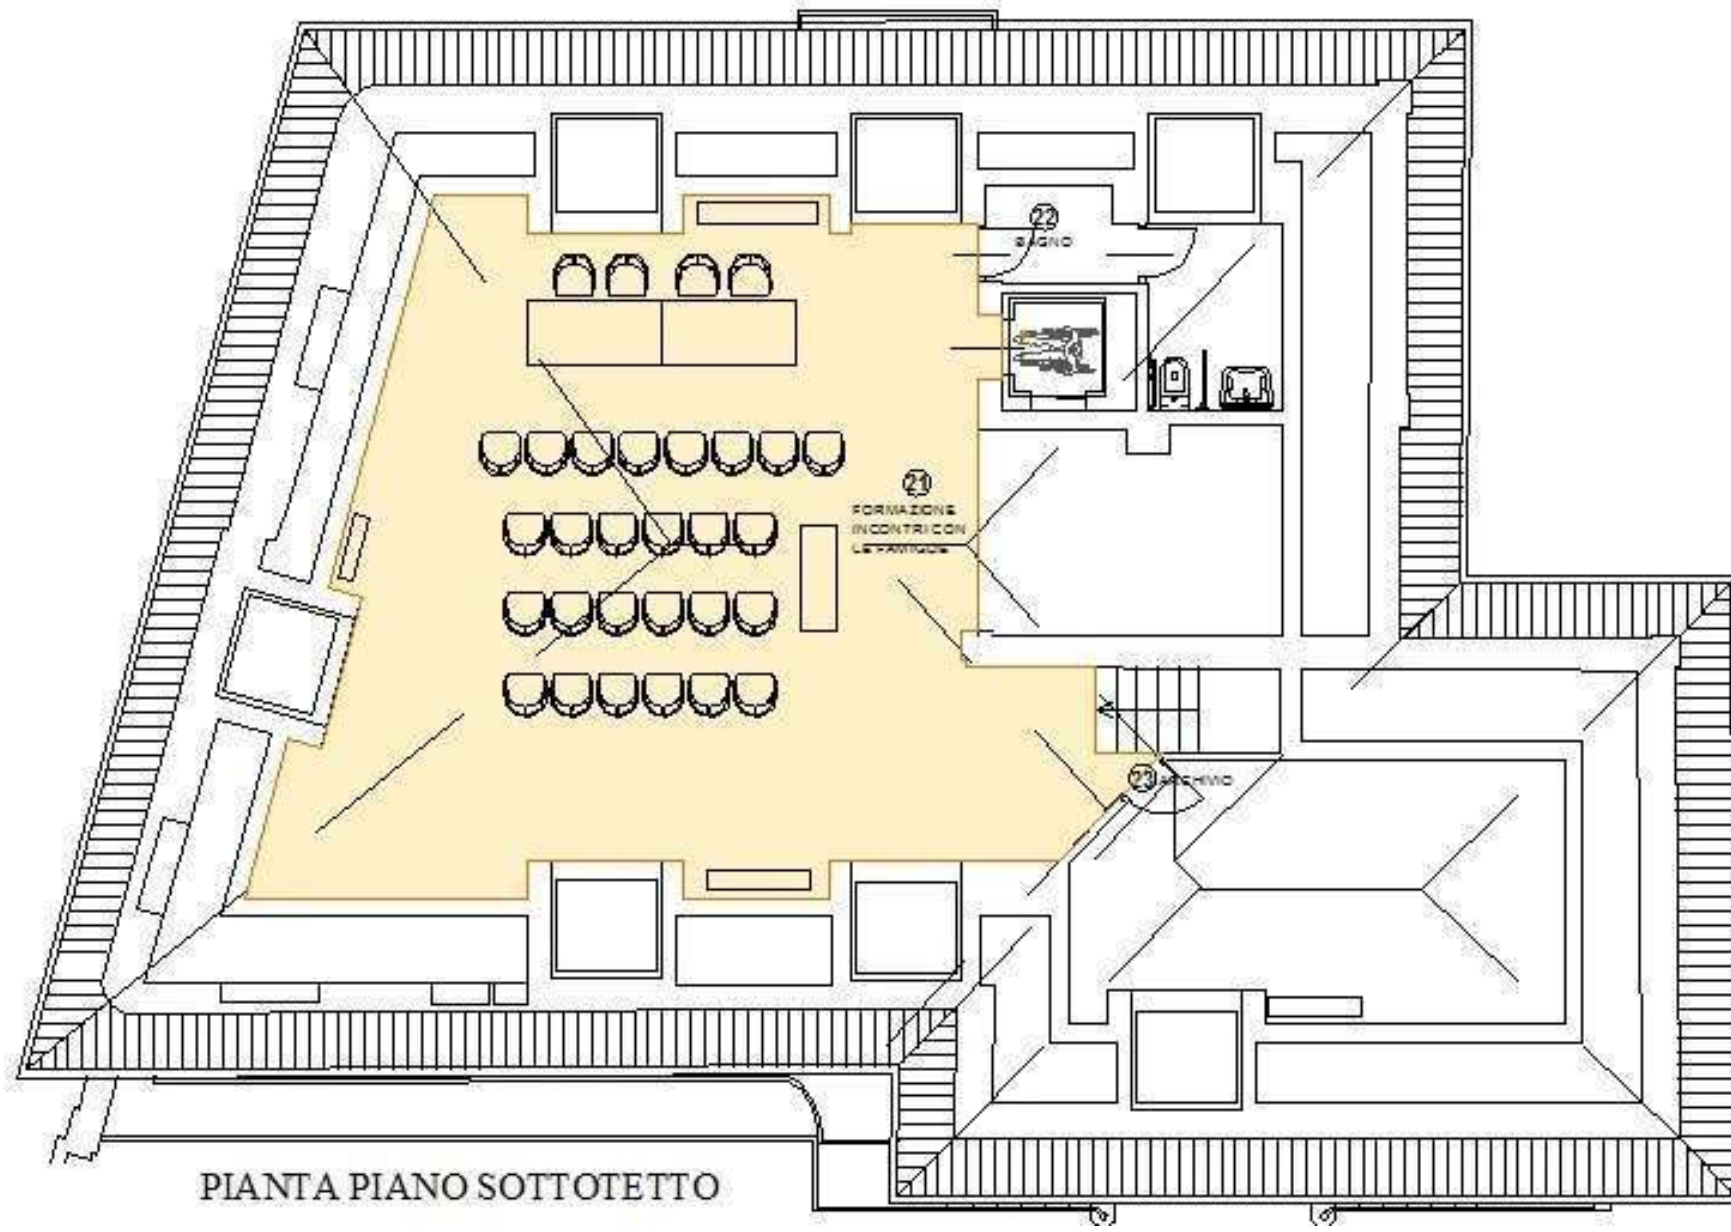 22
BAGNO
21
FORMAZIONE
INCONTRI CON
LE FAMIGLIE
23 ARCHIVIO
PIANTA PIANO SOTTOTETTO